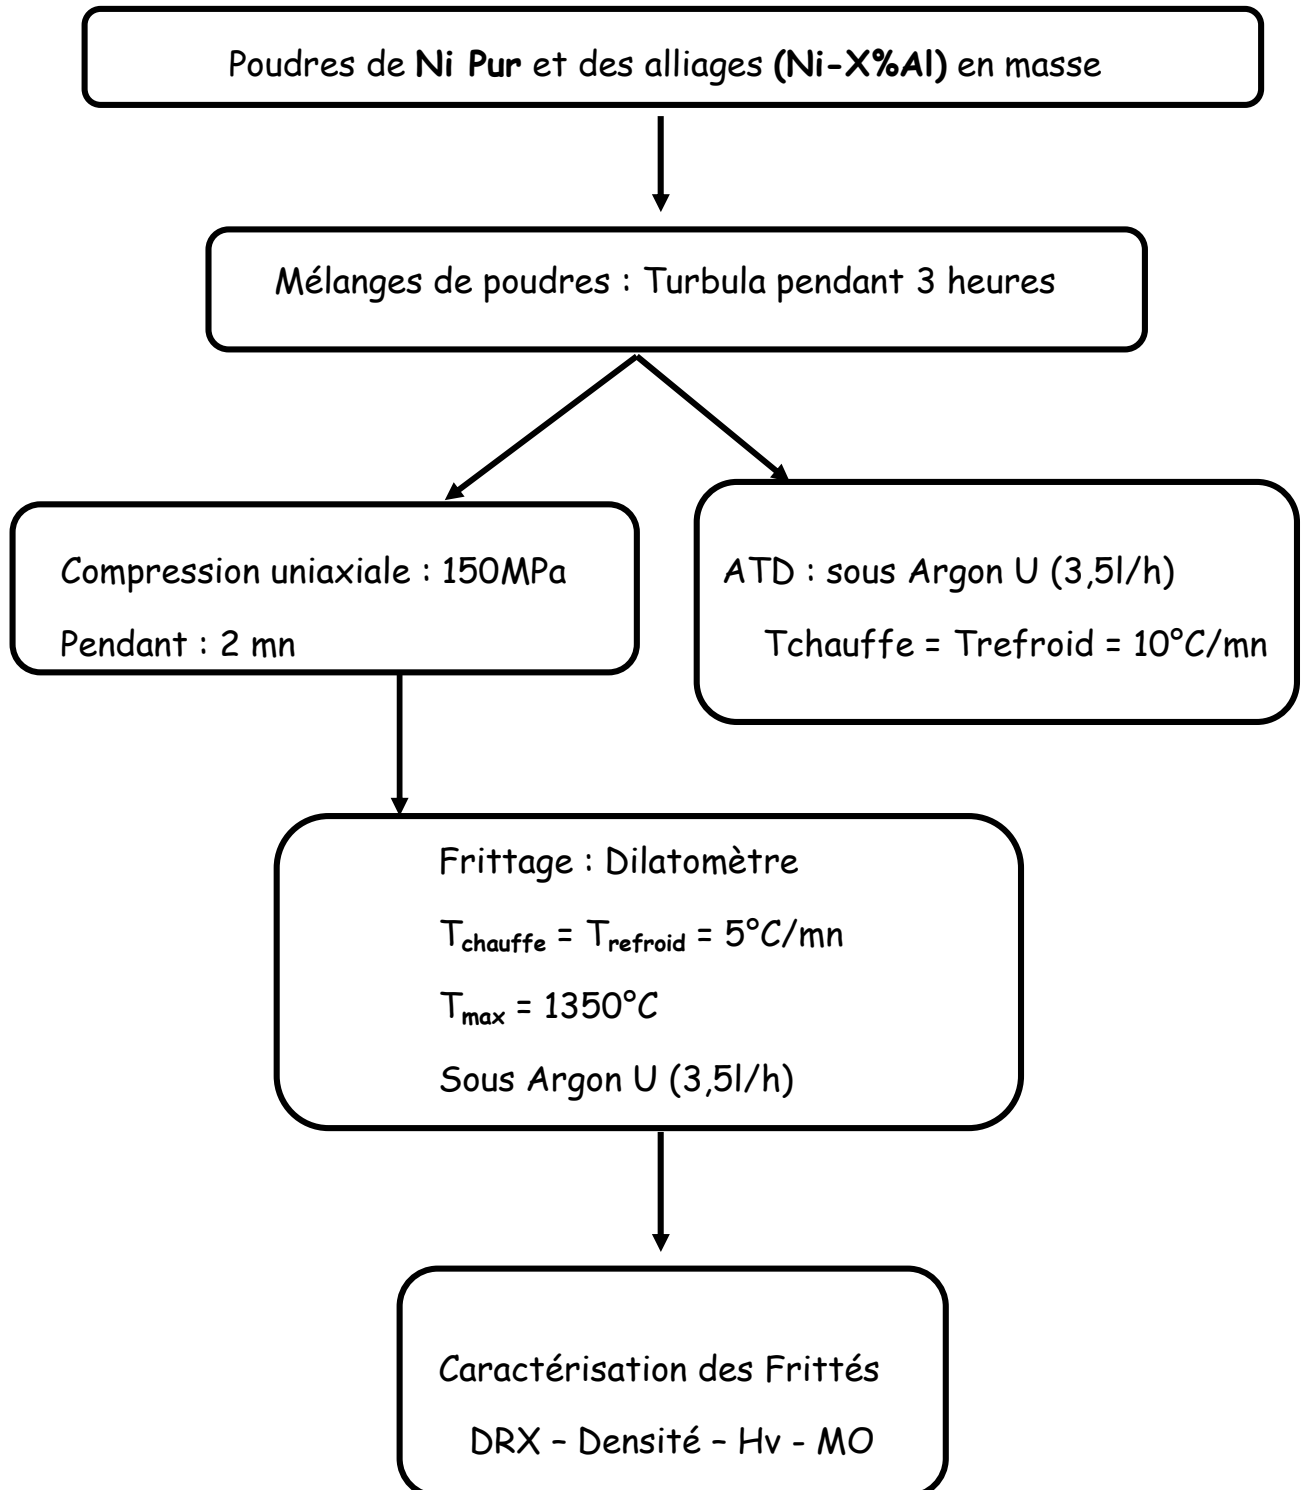 Poudres de Ni Pur et des alliages (Ni-X%Al) en masse
Mélanges de poudres : Turbula pendant 3 heures
Compression uniaxiale : 150MPa
Pendant : 2 mn
ATD : sous Argon U (3,5l/h)
Tchauffe = Trefroid = 10°C/mn
Frittage : Dilatomètre
Tchauffe = Trefroid = 5°C/mn
Tmax = 1350°C
Sous Argon U (3,5l/h)
Caractérisation des Frittés
DRX – Densité – Hv - MO